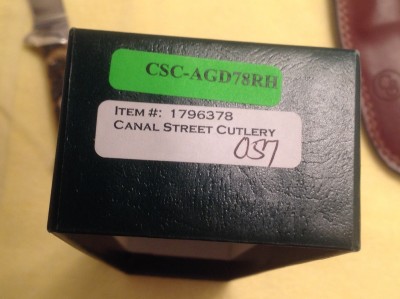 CSC-AGD78RH
ITEM #: 1796378
CANAL STREET CUTLERY
057